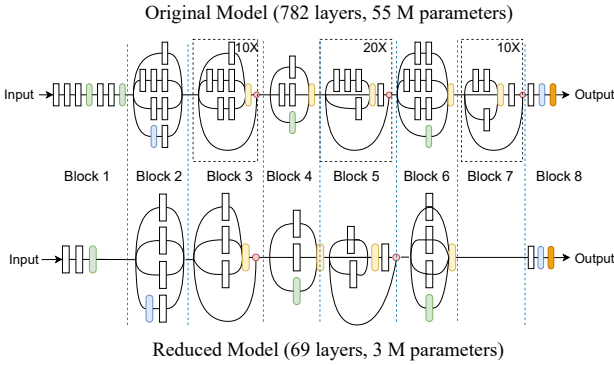 Original Model (782 layers, 55 M parameters)
10X
20X
10X
Input
Output
Block 1
Block 2
Block 3
Block 4
Block 5
Block 6
Block 7
Block 8
Input
Output
Reduced Model (69 layers, 3 M parameters)